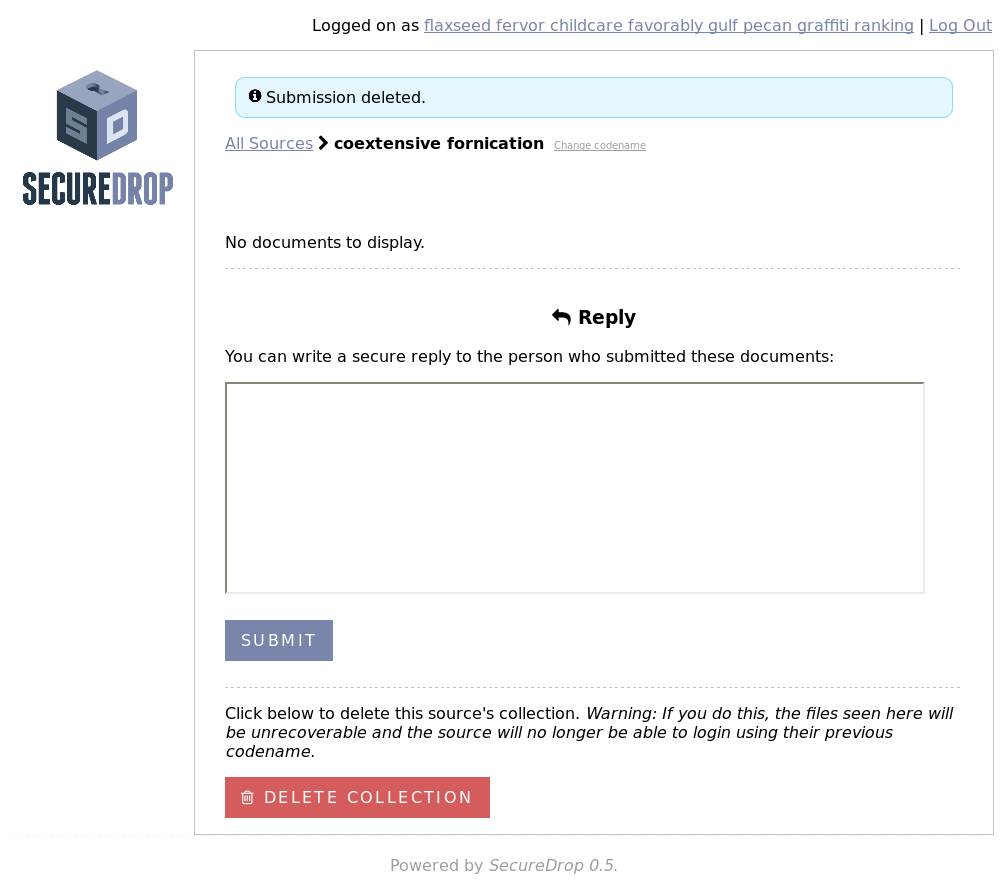 Logged on as flaxseed fervor childcare favorably gulf pecan graffiti ranking | Log Out
SD
SECUREDROP
Submission deleted.
All Sources coextensive fornication Change codename
No documents to display.
Reply
You can write a secure reply to the person who submitted these documents:
SUBMIT
Click below to delete this source's collection. Warning: If you do this, the files seen here will
be unrecoverable and the source will no longer be able to login using their previous
codename.
DELETE COLLECTION
Powered by SecureDrop 0.5.